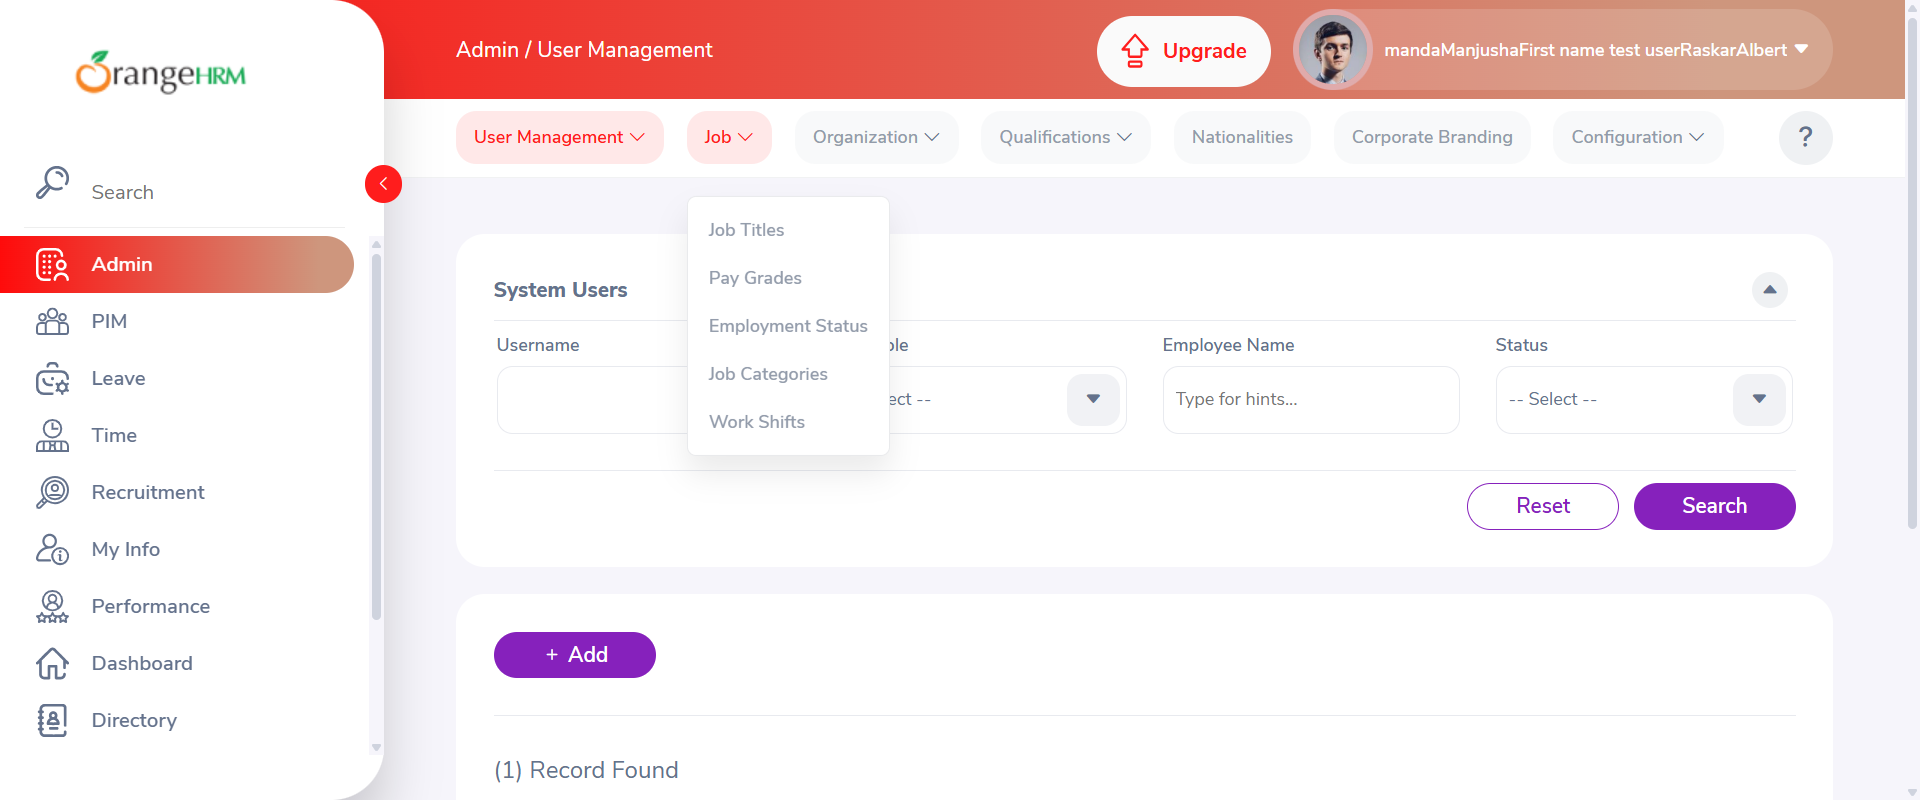 OrangeHRM
Admin / User Management
Upgrade
mandaManjushaFirst name test userRaskarAlbert
User Management
Job
Organization
Qualifications
Nationalities
Corporate Branding
Configuration
?
Search
Admin
PIM
Leave
Time
Recruitment
My Info
Performance
Dashboard
Directory
Job Titles
Pay Grades
Employment Status
Job Categories
Work Shifts
System Users
Username
ole
Employee Name
Status
ect --
Type for hints...
-- Select --
Reset
Search
+ Add
(1) Record Found